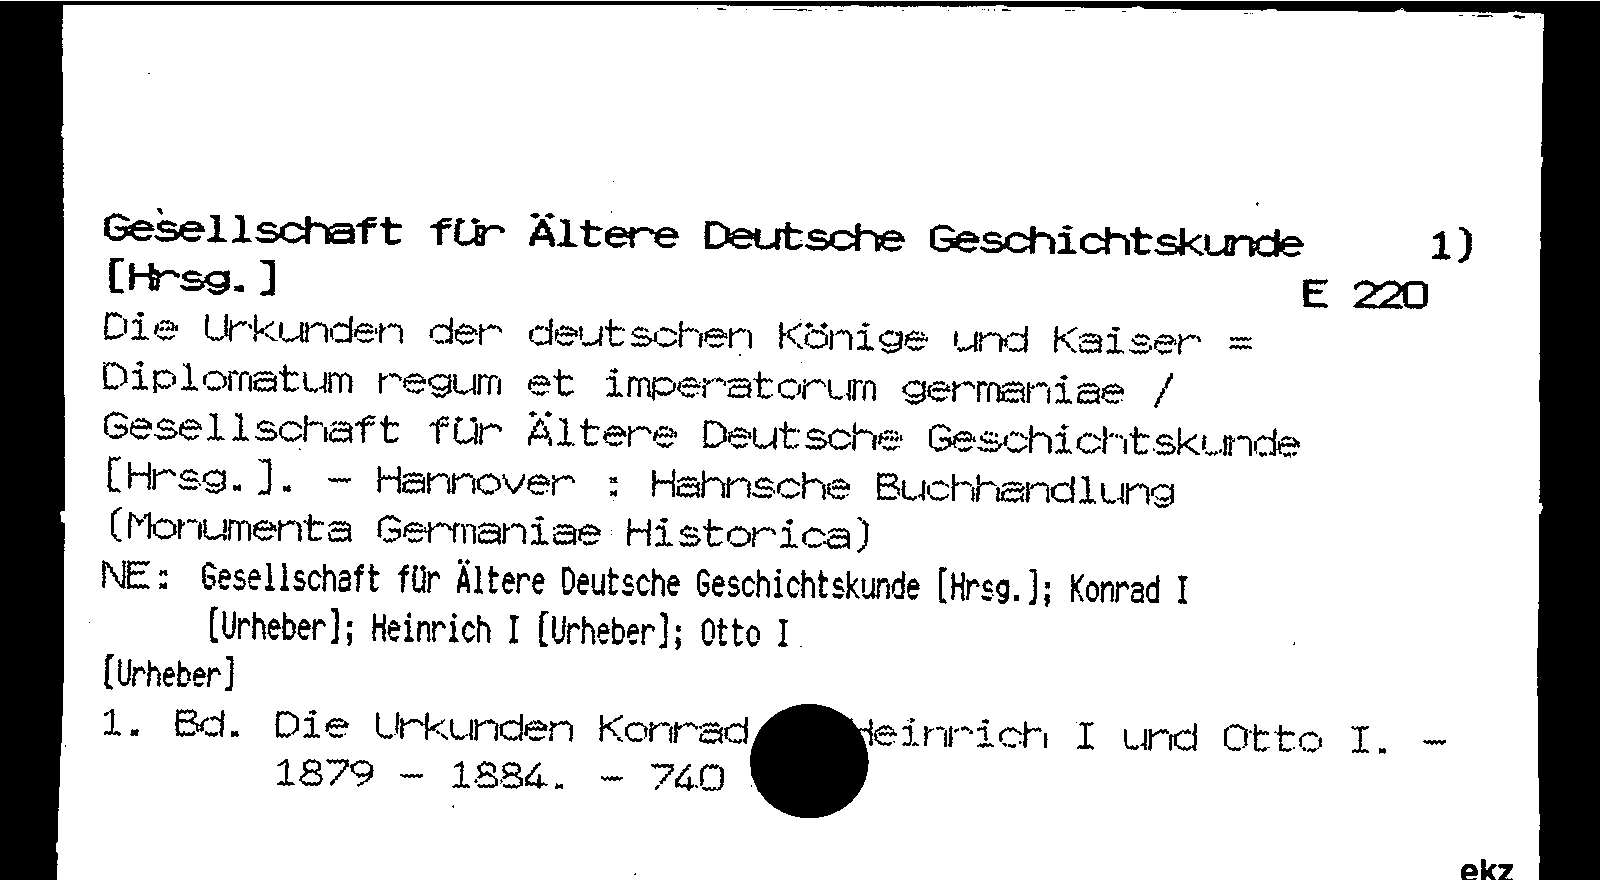 Gesellschaft für Ältere Deutsche Geschichtskunde 1)
[Hrsg.] E 220
Die Urkunden der deutschen Könige und Kaiser =
Diplomatum regum et imperatorum germaniae /
Gesellschaft für Ältere Deutsche Geschichtskunde
[Hrsg.]. - Hannover : Hahnsche Buchhandlung
(Monumenta Germaniae Historica)
NE: Gesellschaft für Ältere Deutsche Geschichtskunde [Hrsg.]; Konrad I
[Urheber]; Heinrich I [Urheber]; Otto I
[Urheber]
1. Bd. Die Urkunden Konrad Heinrich I und Otto I. -
1879 - 1884. - 740
ekz